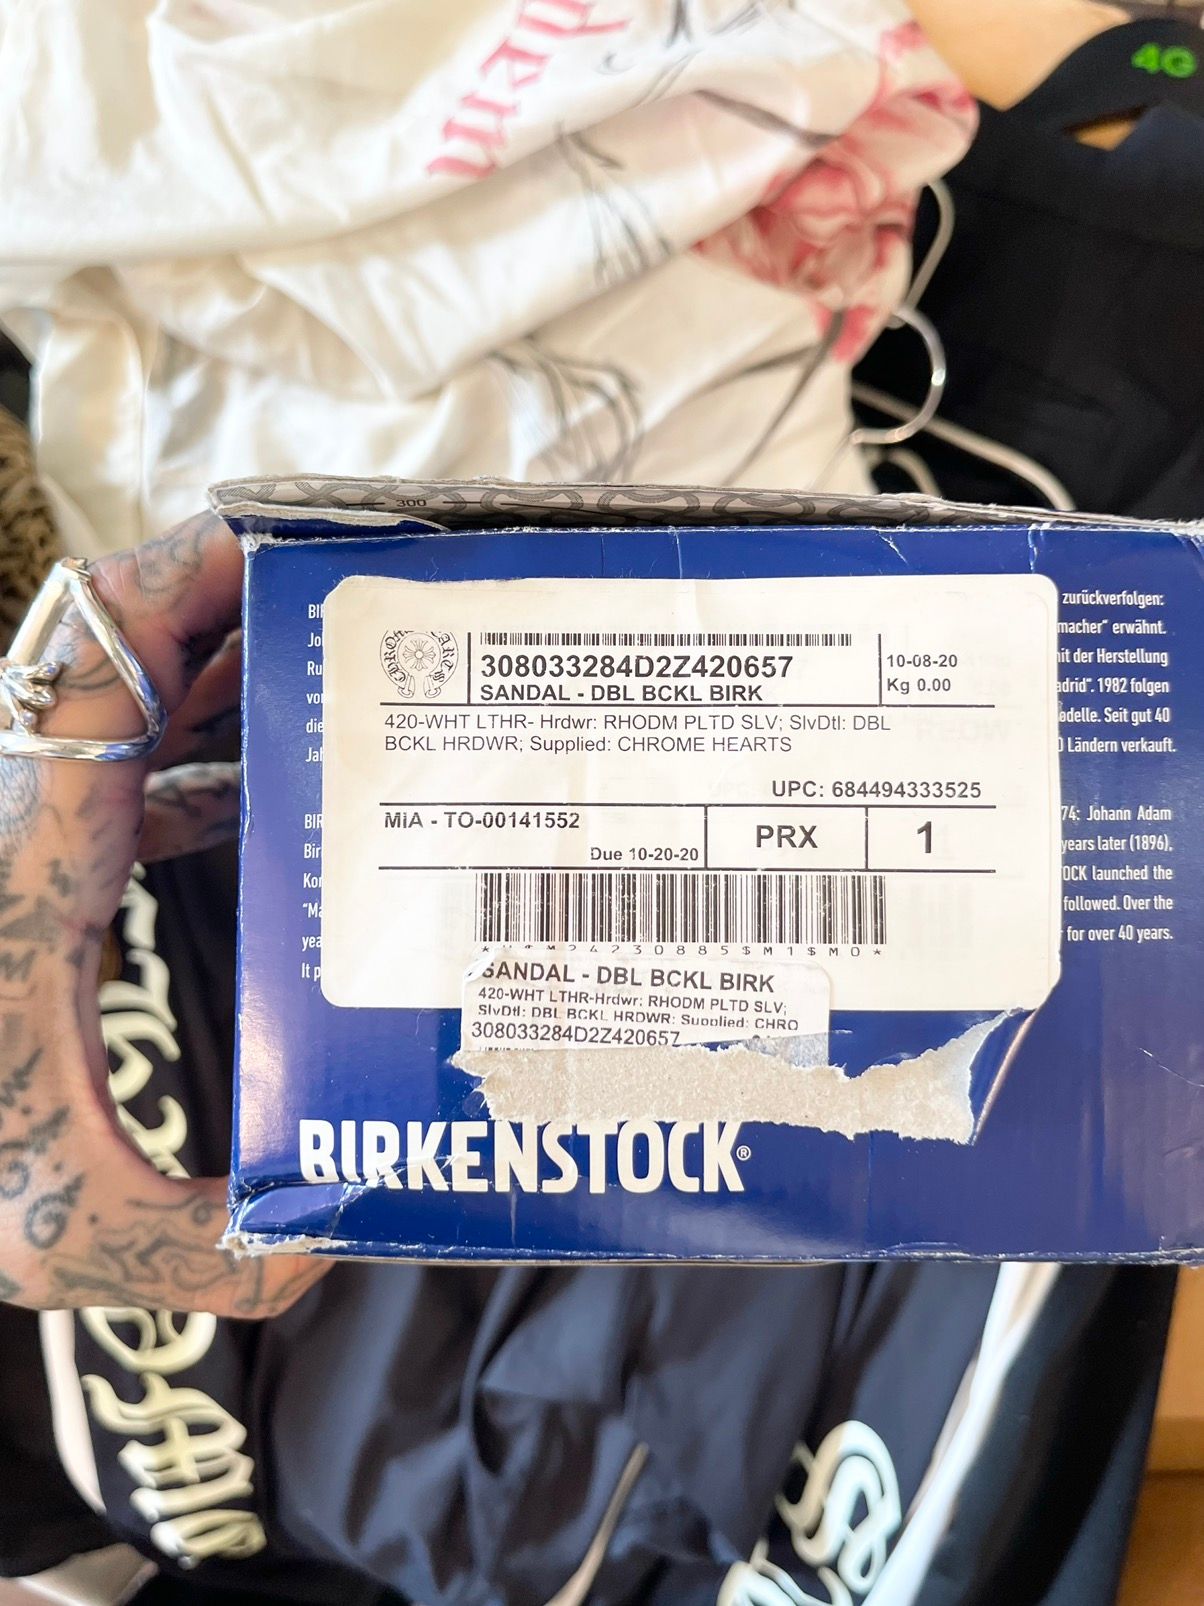 4G
300
308033284D2Z420657
SANDAL - DBL BCKL BIRK
10-08-20
Kg 0.00
420-WHT LTHR- Hrdwr: RHODM PLTD SLV; SlvDtl: DBL
BCKL HRDWR; Supplied: CHROME HEARTS
UPC: 684494333525
MIA - TO-00141552
Due 10-20-20
PRX
1
SANDAL - DBL BCKL BIRK
420-WHT LTHR-Hrdwr: RHODM PLTD SLV;
SlvDtl: DBL BCKL HRDWR: Supplied: CHRO
308033284D2Z420657
zurückverfolgen:
macher“ erwähnt.
it der Herstellung
adrid“. 1982 folgen
odelle. Seit gut 40
Ländern verkauft.
74: Johann Adam
years later (1896),
OCK launched the
followed. Over the
for over 40 years.
BIRKENSTOCK®